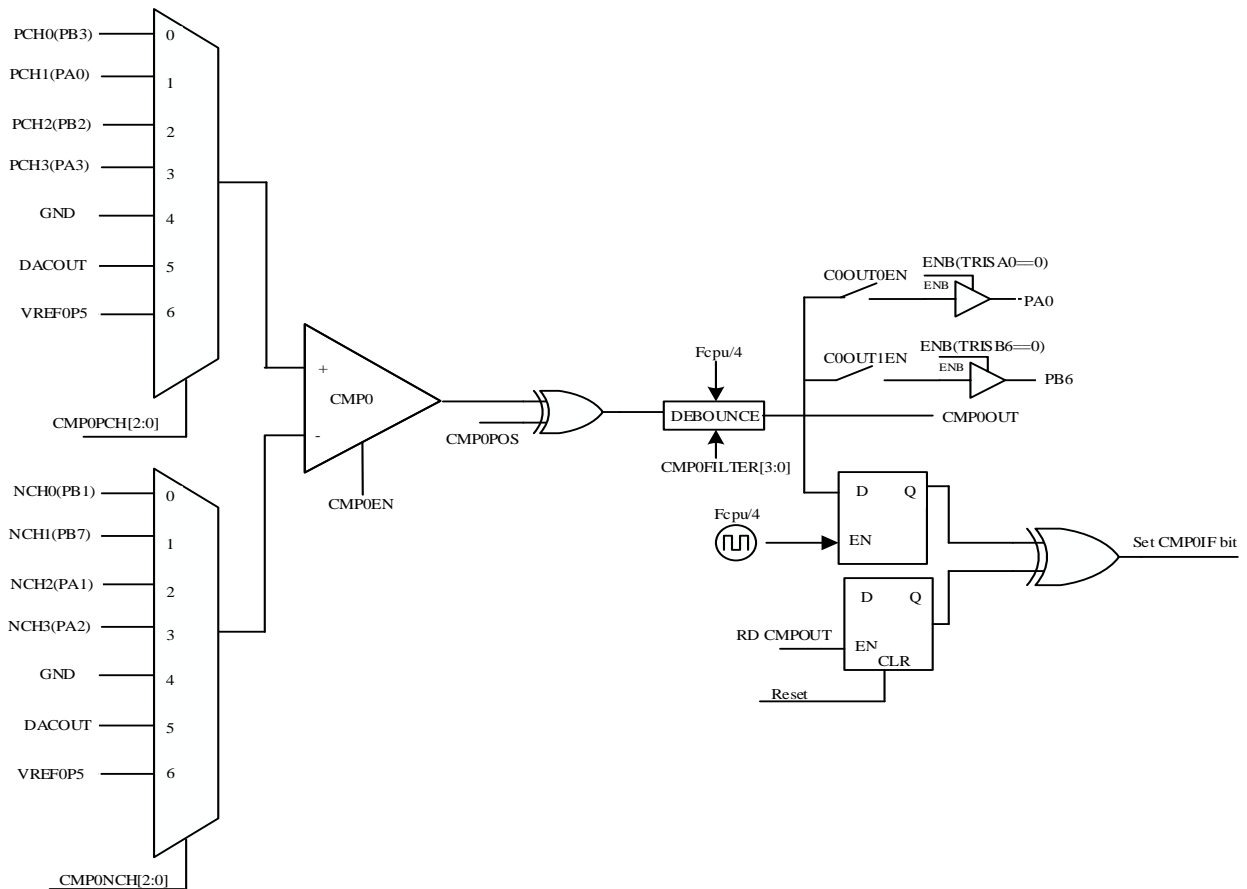 PCH0(PB3)
0
PCH1(PA0)
1
PCH2(PB2)
2
PCH3(PA3)
3
GND
4
DACOUT
5
VREF0P5
6
CMP0PCH[2:0]
NCH0(PB1)
0
NCH1(PB7)
1
NCH2(PA1)
2
NCH3(PA2)
3
GND
4
DACOUT
5
VREF0P5
6
CMP0NCH[2:0]
+
CMP0
-
CMP0EN
CMP0POS
Fcpu/4
DEBOUNCE
CMP0FILTER[3:0]
ENB(TRISA0==0)
C0OUT0EN
ENB
PA0
ENB(TRISB6==0)
C0OUT1EN
ENB
PB6
CMP0OUT
D
Q
Fcpu/4
EN
Set CMP0IF bit
D
Q
RD CMPOUT
EN
CLR
Reset